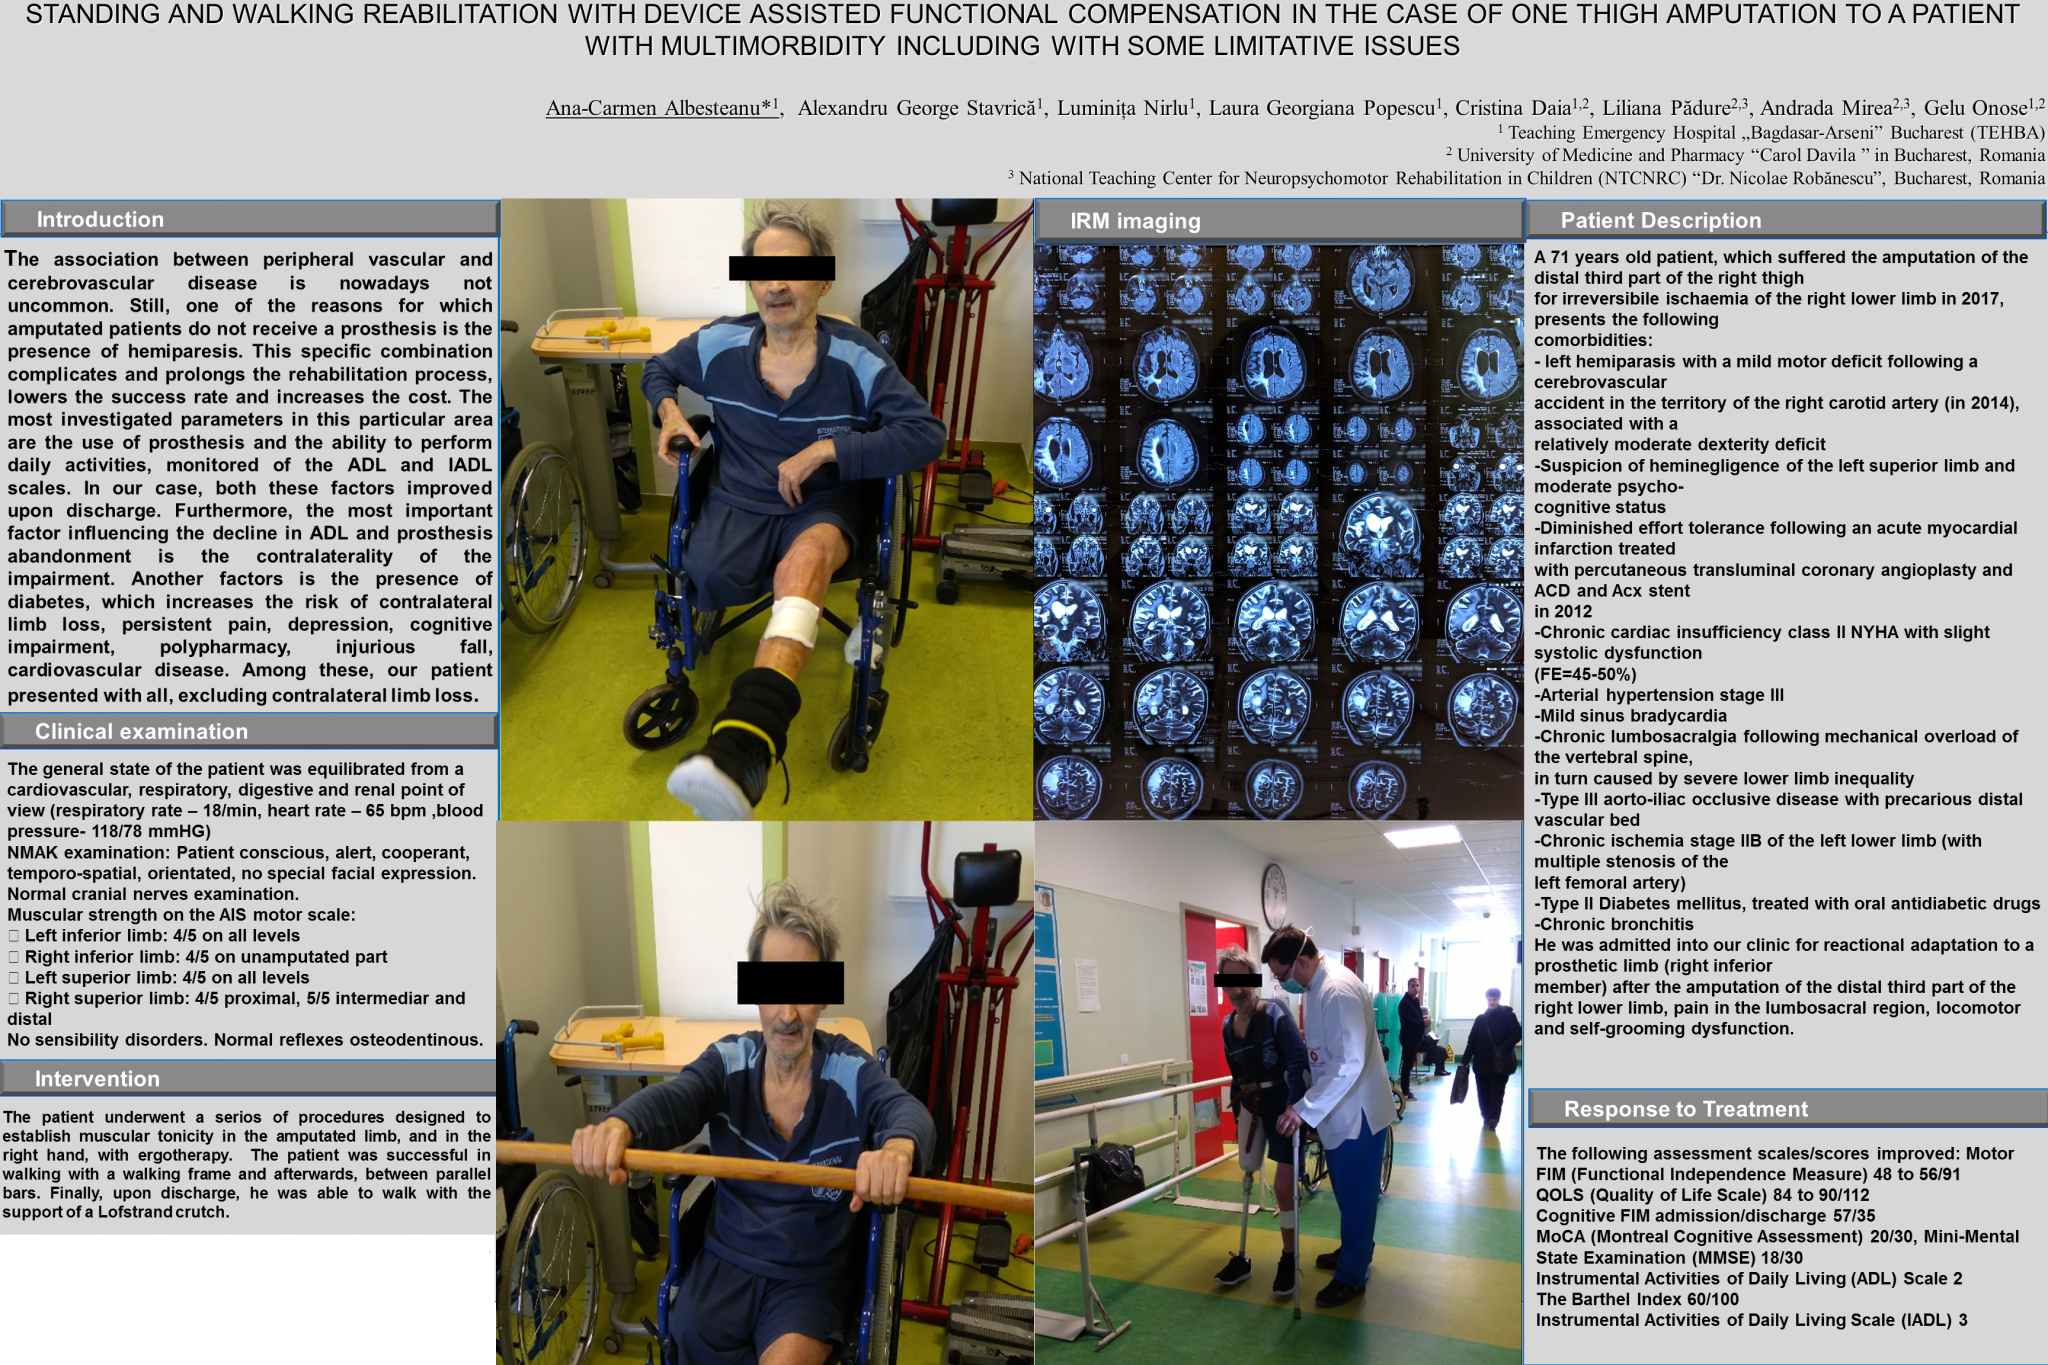 STANDING AND WALKING REABILITATION WITH DEVICE ASSISTED FUNCTIONAL COMPENSATION IN THE CASE OF ONE THIGH AMPUTATION TO A PATIENT
WITH MULTIMORBIDITY INCLUDING WITH SOME LIMITATIVE ISSUES
Ana-Carmen Albesteanu*1, Alexandru George Stavrică1, Luminița Nirlu1, Laura Georgiana Popescu1, Cristina Daia1,2, Liliana Pădure2,3, Andrada Mirea2,3, Gelu Onose1,2
1 Teaching Emergency Hospital „Bagdasar-Arseni” Bucharest (TEHBA)
2 University of Medicine and Pharmacy “Carol Davila ” in Bucharest, Romania
3 National Teaching Center for Neuropsychomotor Rehabilitation in Children (NTCNRC) “Dr. Nicolae Robănescu”, Bucharest, Romania
Introduction
The association between peripheral vascular and
cerebrovascular disease is nowadays not
uncommon. Still, one of the reasons for which
amputated patients do not receive a prosthesis is the
presence of hemiparesis. This specific combination
complicates and prolongs the rehabilitation process,
lowers the success rate and increases the cost. The
most investigated parameters in this particular area
are the use of prosthesis and the ability to perform
daily activities, monitored of the ADL and IADL
scales. In our case, both these factors improved
upon discharge. Furthermore, the most important
factor influencing the decline in ADL and prosthesis
abandonment is the contralaterality of the
impairment. Another factors is the presence of
diabetes, which increases the risk of contralateral
limb loss, persistent pain, depression, cognitive
impairment, polypharmacy, injurious fall,
cardiovascular disease. Among these, our patient
presented with all, excluding contralateral limb loss.
Clinical examination
The general state of the patient was equilibrated from a
cardiovascular, respiratory, digestive and renal point of
view (respiratory rate – 18/min, heart rate – 65 bpm ,blood
pressure- 118/78 mmHG)
NMAK examination: Patient conscious, alert, cooperant,
temporo-spatial, orientated, no special facial expression.
Normal cranial nerves examination.
Muscular strength on the AIS motor scale:
 Left inferior limb: 4/5 on all levels
 Right inferior limb: 4/5 on unamputated part
 Left superior limb: 4/5 on all levels
 Right superior limb: 4/5 proximal, 5/5 intermediar and
distal
No sensibility disorders. Normal reflexes osteodentinous.
Intervention
The patient underwent a serios of procedures designed to
establish muscular tonicity in the amputated limb, and in the
right hand, with ergotherapy. The patient was successful in
walking with a walking frame and afterwards, between parallel
bars. Finally, upon discharge, he was able to walk with the
support of a Lofstrand crutch.
IRM imaging
Patient Description
A 71 years old patient, which suffered the amputation of the
distal third part of the right thigh
for irreversibile ischaemia of the right lower limb in 2017,
presents the following
comorbidities:
- left hemiparasis with a mild motor deficit following a
cerebrovascular
accident in the territory of the right carotid artery (in 2014),
associated with a
relatively moderate dexterity deficit
-Suspicion of heminegligence of the left superior limb and
moderate psycho-
cognitive status
-Diminished effort tolerance following an acute myocardial
infarction treated
with percutaneous transluminal coronary angioplasty and
ACD and Acx stent
in 2012
-Chronic cardiac insufficiency class II NYHA with slight
systolic dysfunction
(FE=45-50%)
-Arterial hypertension stage III
-Mild sinus bradycardia
-Chronic lumbosacralgia following mechanical overload of
the vertebral spine,
in turn caused by severe lower limb inequality
-Type III aorto-iliac occlusive disease with precarious distal
vascular bed
-Chronic ischemia stage IIB of the left lower limb (with
multiple stenosis of the
left femoral artery)
-Type II Diabetes mellitus, treated with oral antidiabetic drugs
-Chronic bronchitis
He was admitted into our clinic for reactional adaptation to a
prosthetic limb (right inferior
member) after the amputation of the distal third part of the
right lower limb, pain in the lumbosacral region, locomotor
and self-grooming dysfunction.
Response to Treatment
The following assessment scales/scores improved: Motor
FIM (Functional Independence Measure) 48 to 56/91
QOLS (Quality of Life Scale) 84 to 90/112
Cognitive FIM admission/discharge 57/35
MoCA (Montreal Cognitive Assessment) 20/30, Mini-Mental
State Examination (MMSE) 18/30
Instrumental Activities of Daily Living (ADL) Scale 2
The Barthel Index 60/100
Instrumental Activities of Daily Living Scale (IADL) 3